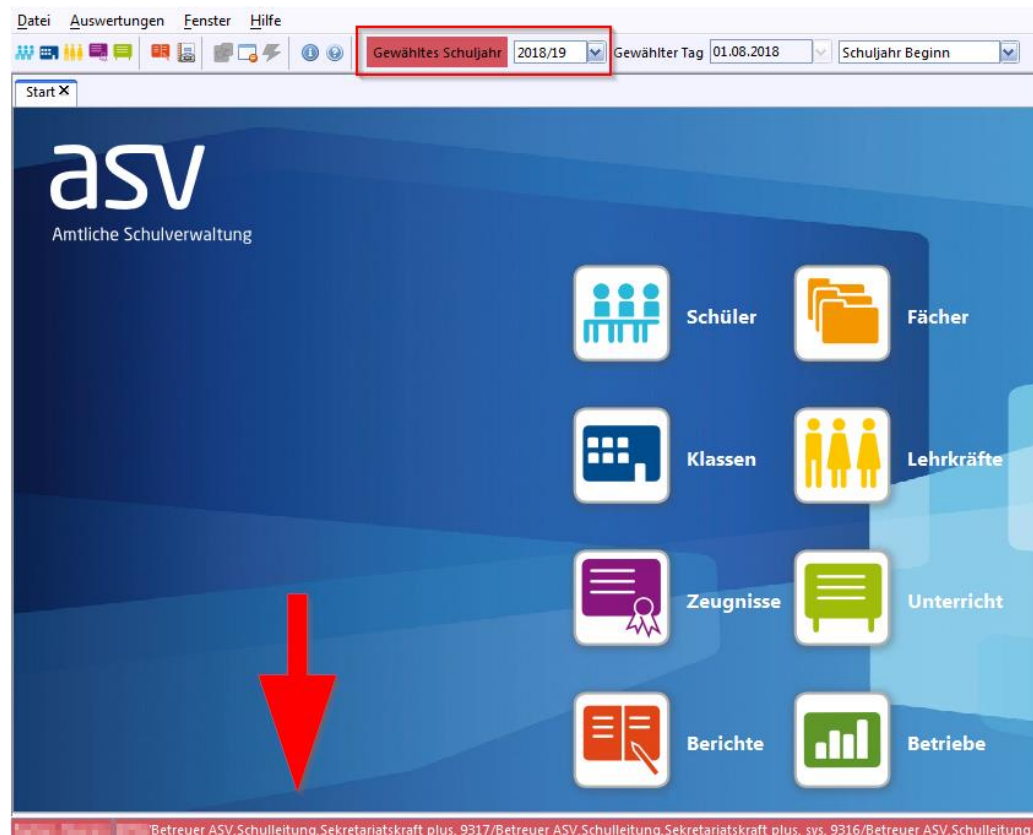 Datei Auswertungen Fenster Hilfe
Gewähltes Schuljahr 2018/19 Gewählter Tag 01.08.2018 Schuljahr Beginn
Start
asv
Amtliche Schulverwaltung
Schüler Fächer
Klassen Lehrkräfte
Zeugnisse Unterricht
Berichte Betriebe
/Betreuer ASV,Schulleitung,Sekretariatskraft plus, 9317/Betreuer ASV,Schulleitung,Sekretariatskraft plus, sys, 9316/Betreuer ASV,Schulleitung